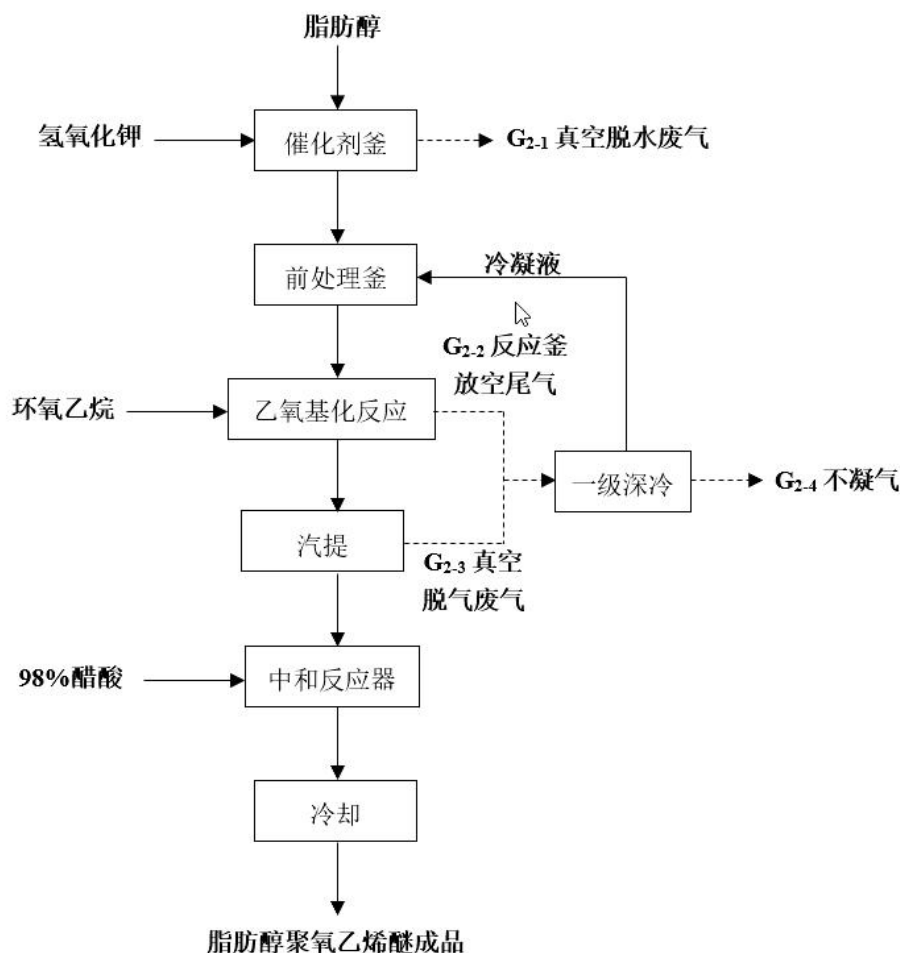 脂肪醇
氢氧化钾
催化剂釜
G2-1 真空脱水废气
前处理釜
冷凝液
G2-2 反应釜
放空尾气
环氧乙烷
乙氧基化反应
一级深冷
G2-4 不凝气
汽提
G2-3 真空
脱气废气
98%醋酸
中和反应器
冷却
脂肪醇聚氧乙烯醚成品